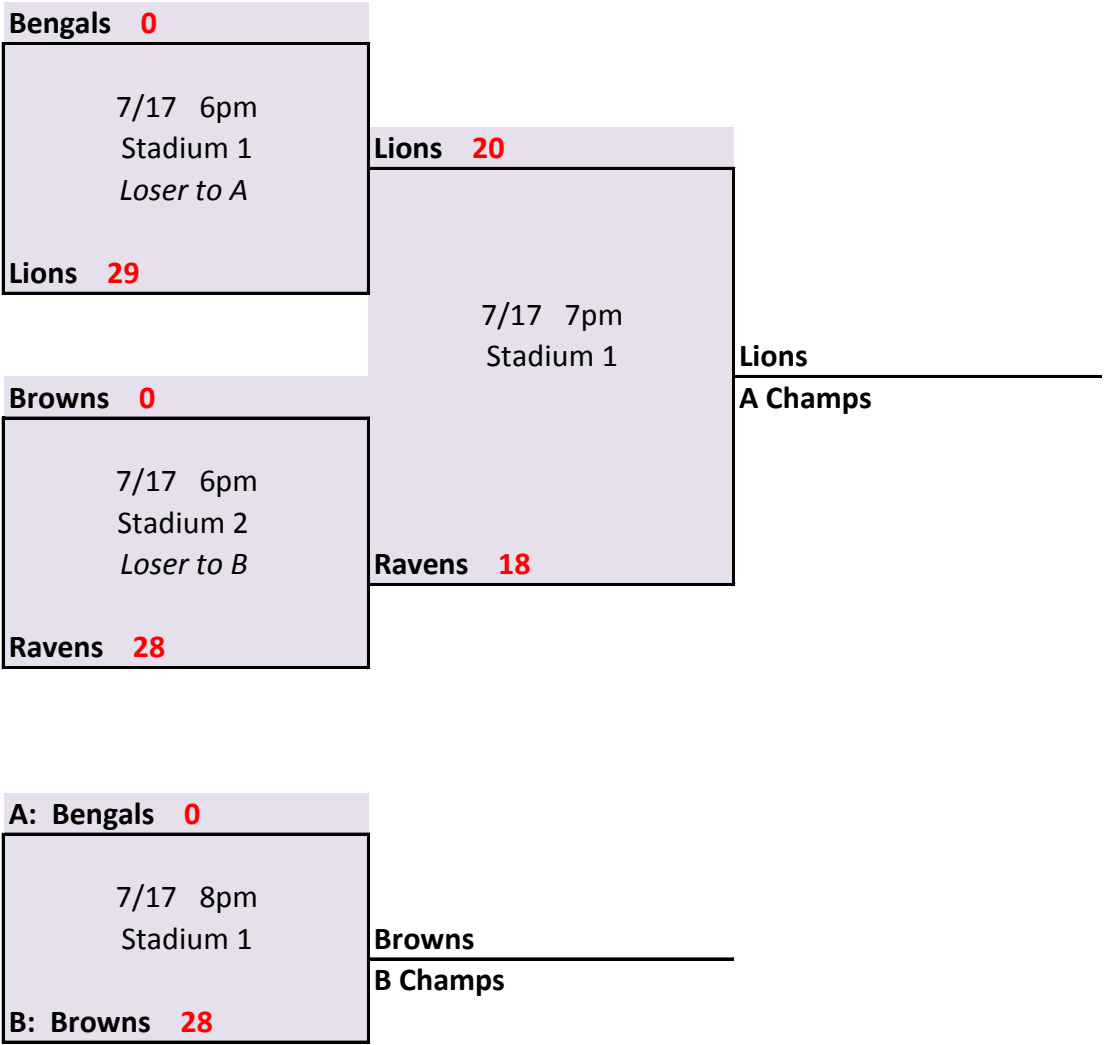 Bengals 0
7/17 6pm
Stadium 1
Loser to A
Lions 29
Browns 0
7/17 6pm
Stadium 2
Loser to B
Ravens 28
Lions 20
7/17 7pm
Stadium 1
Ravens 18
Lions
A Champs
A: Bengals 0
7/17 8pm
Stadium 1
B: Browns 28
Browns
B Champs